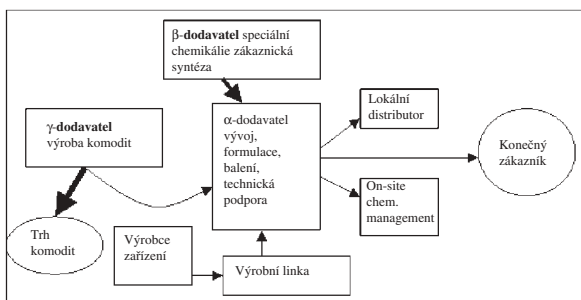 β-dodavatel speciální
chemikálie zákaznická
syntéza
γ-dodavatel
výroba komodit
α-dodavatel
vývoj,
formulace,
balení,
technická
podpora
Lokální
distributor
Konečný
zákazník
On-site
chem.
management
Trh
komodit
Výrobce
zařízení
Výrobní linka